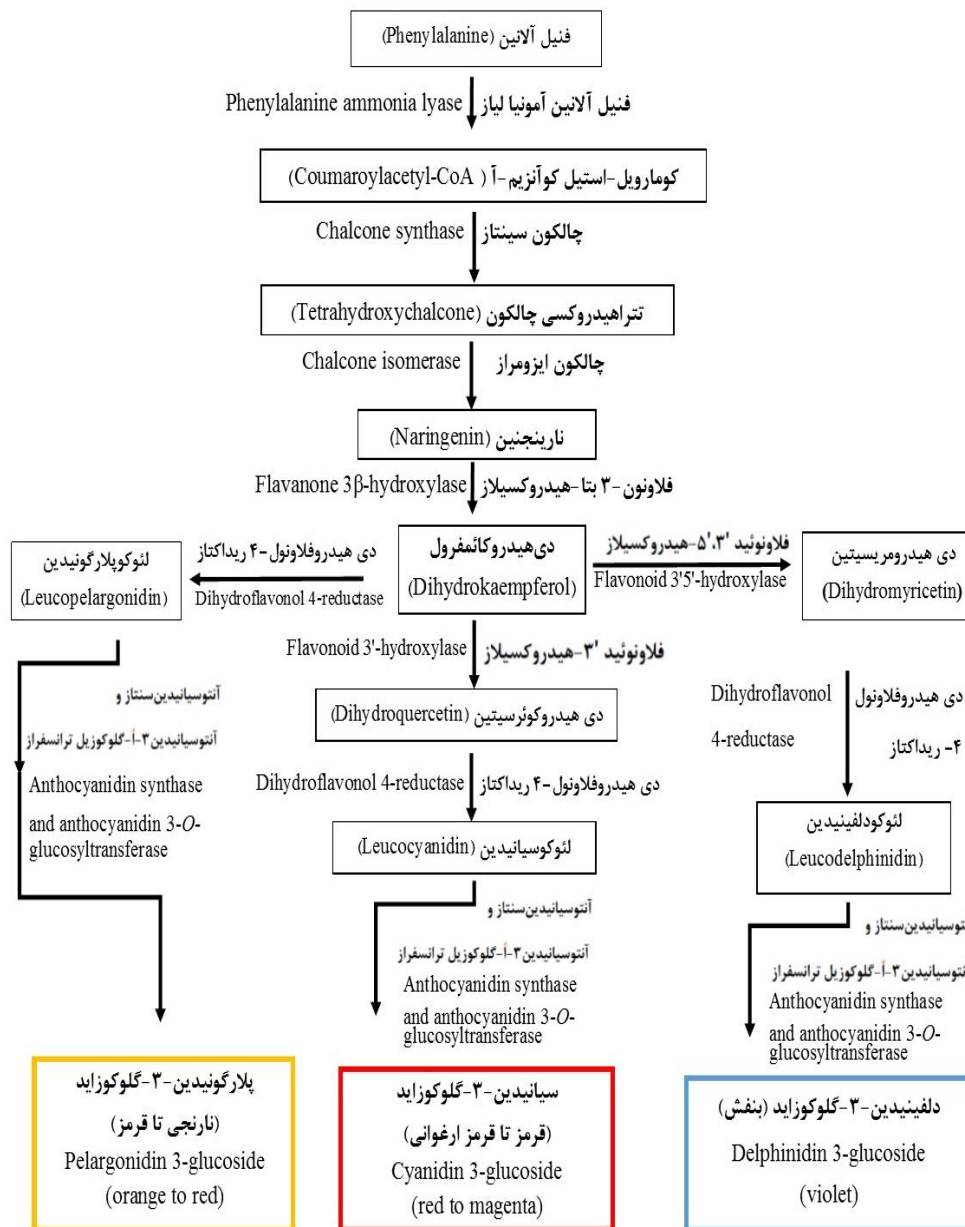 فنیل آلانین (Phenylalanine)
Phenylalanine ammonia lyase فنیل آلانین آمونیا لیاز
کومارویل-استیل کوآنزیم-آ (Coumaroylacetyl-CoA)
Chalcone synthase چالکون سینتاز
تتراهیدروکسی چالکون (Tetrahydroxychalcone)
Chalcone isomerase چالکون ایزومراز
نارینجنین (Naringenin)
Flavanone 3β-hydroxylase فلاونون-۳ بتا-هیدروکسیلاز
لئوکوپلارگونیدین
(Leucopelargonidin)
دی هیدروفلاونول-۴ ریداکتاز
Dihydroflavonol 4-reductase
دی‌هیدروکائمفرول
(Dihydrokaempferol)
فلاونوئید ′۳،′۵-هیدروکسیلاز
Flavonoid 3'5'-hydroxylase
دی هیدرومریسیتین
(Dihydromyricetin)
Flavonoid 3'-hydroxylase فلاونوئید ′۳-هیدروکسیلاز
آنتوسیانیدین‌سنتاز و
آنتوسیانیدین۳-أ-گلوکوزیل ترانسفراز
Anthocyanidin synthase
and anthocyanidin 3-O-
glucosyltransferase
دی هیدروکوئرسیتین (Dihydroquercetin)
Dihydroflavonol 4-reductase دی هیدروفلاونول-۴ ریداکتاز
لئوکوسیانیدین (Leucocyanidin)
Dihydroflavonol
4-reductase
دی هیدروفلاونول
۴- ریداکتاز
لئوکودلفینیدین
(Leucodelphinidin)
آنتوسیانیدین‌سنتاز و
آنتوسیانیدین۳-أ-گلوکوزیل ترانسفراز
Anthocyanidin synthase
and anthocyanidin 3-O-
glucosyltransferase
توسیانیدین‌سنتاز و
توسیانیدین۳-أ-گلوکوزیل ترانسفراز
Anthocyanidin synthase
and anthocyanidin 3-O-
glucosyltransferase
پلارگونیدین-۳-گلوکوزاید
(نارنجی تا قرمز)
Pelargonidin 3-glucoside
(orange to red)
سیانیدین-۳-گلوکوزاید
(قرمز تا قرمز ارغوانی)
Cyanidin 3-glucoside
(red to magenta)
دلفینیدین-۳-گلوکوزاید (بنفش)
Delphinidin 3-glucoside
(violet)